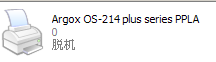 Argox OS-214 plus series PPLA
0
脱机